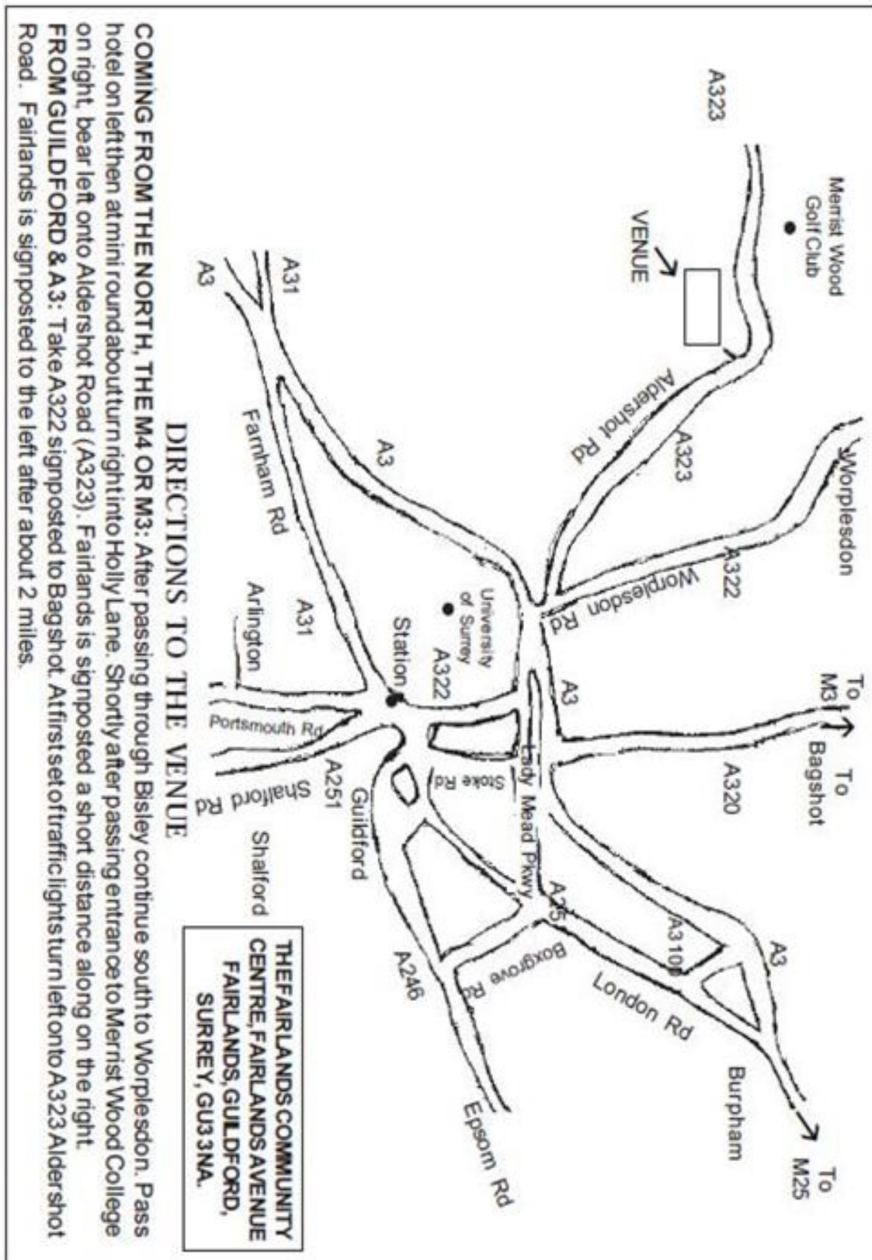 A323
Merrist Wood
Golf Club
VENUE
Aldershot Rd
A323
Worplesdon
A322
Worplesdon Rd
To
M3
To
Bagshot
A320
A3
A3100
London Rd
Burpham
To
M25
A31
A3
Farnham Rd
A3
A31
University
of Surrey
A322
Station
Arlington
Portsmouth Rd
Shalford Rd
A251
Shalford
Guildford
Stoke Rd
Lady Mead Pkwy
A3
A25
Boxgrove Rd
A246
Epsom Rd
DIRECTIONS TO THE VENUE
THE FAIRLANDS COMMUNITY
CENTRE, FAIRLANDS AVENUE
FAIRLANDS, GUILDFORD,
SURREY, GU3 3NA.
COMING FROM THE NORTH, THE M4 OR M3: After passing through Bisley continue south to Worplesdon. Pass
hotel on left then at mini roundabout turn right into Holly Lane. Shortly after passing entrance to Merrist Wood College
on right, bear left onto Aldershot Road (A323). Fairlands is signposted a short distance along on the right.
FROM GUILDFORD & A3: Take A322 signposted to Bagshot. At first set of traffic lights turn left onto A323 Aldershot
Road. Fairlands is signposted to the left after about 2 miles.